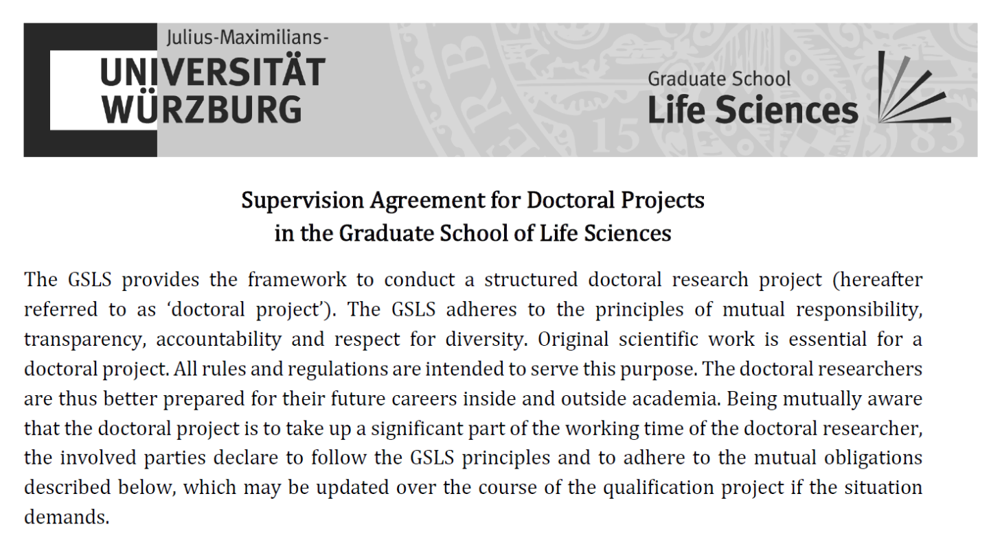 Julius-Maximilians-
UNIVERSITÄT
WÜRZBURG
Graduate School
Life Sciences
15
83
ERB
Supervision Agreement for Doctoral Projects
in the Graduate School of Life Sciences
The GSLS provides the framework to conduct a structured doctoral research project (hereafter
referred to as ‘doctoral project’). The GSLS adheres to the principles of mutual responsibility,
transparency, accountability and respect for diversity. Original scientific work is essential for a
doctoral project. All rules and regulations are intended to serve this purpose. The doctoral researchers
are thus better prepared for their future careers inside and outside academia. Being mutually aware
that the doctoral project is to take up a significant part of the working time of the doctoral researcher,
the involved parties declare to follow the GSLS principles and to adhere to the mutual obligations
described below, which may be updated over the course of the qualification project if the situation
demands.